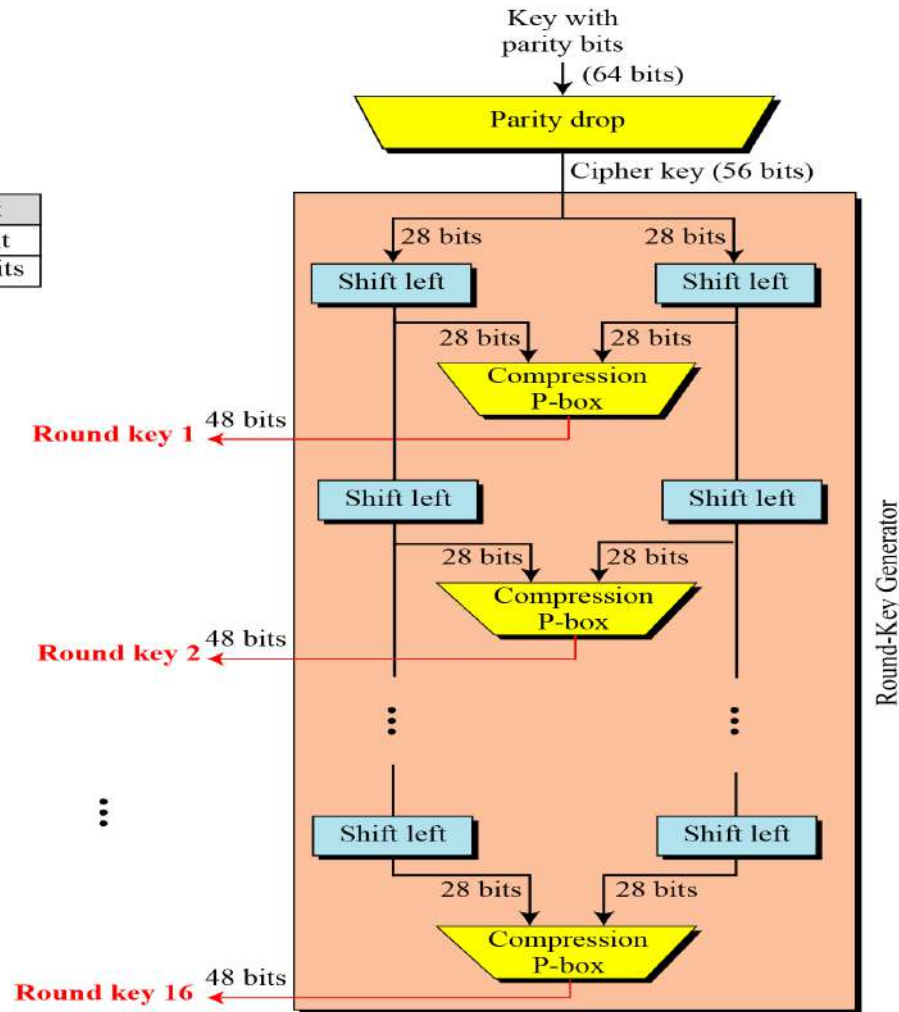 Key with
parity bits
(64 bits)
Parity drop
Cipher key (56 bits)
28 bits
28 bits
Shift left
Shift left
28 bits
28 bits
Compression
P-box
48 bits
Round key 1
Shift left
Shift left
28 bits
28 bits
Compression
P-box
48 bits
Round key 2
Shift left
Shift left
28 bits
28 bits
Compression
P-box
48 bits
Round key 16
Round-Key Generator